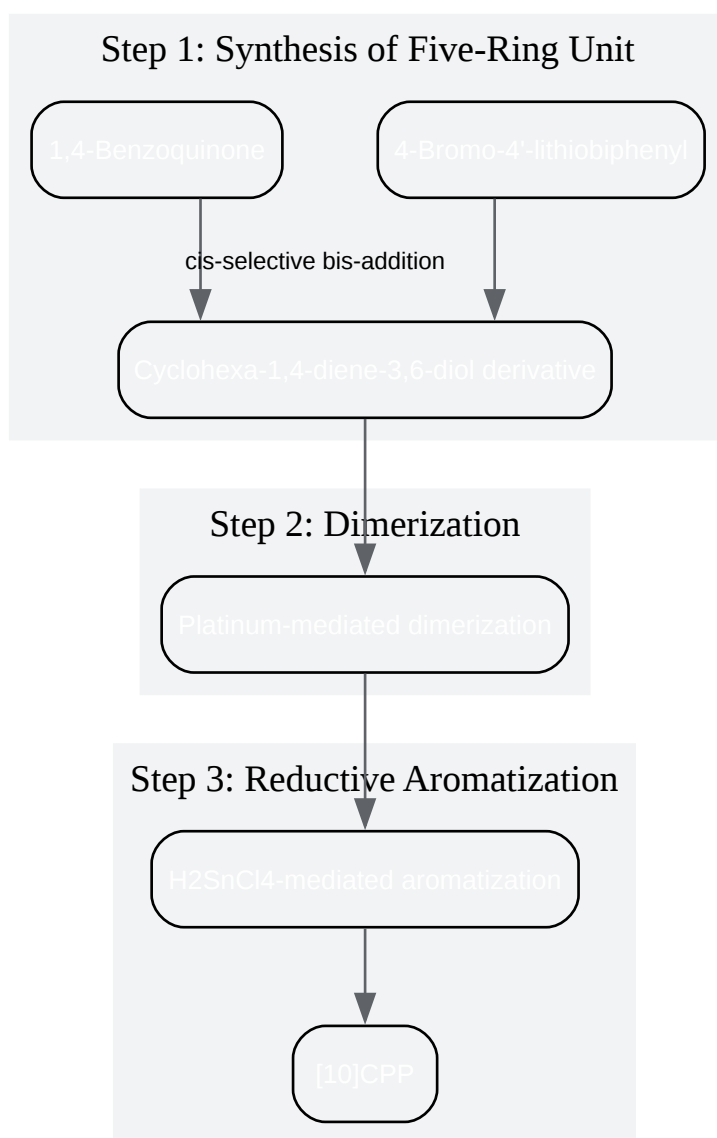 Step 1: Synthesis of Five-Ring Unit
1,4-Benzoquinone
4-Bromo-4'-lithiobiphenyl
cis-selective bis-addition
Cyclohexa-1,4-diene-3,6-diol derivative
Step 2: Dimerization
Platinum-mediated dimerization
Step 3: Reductive Aromatization
H2SnCl4-mediated aromatization
[10]CPP